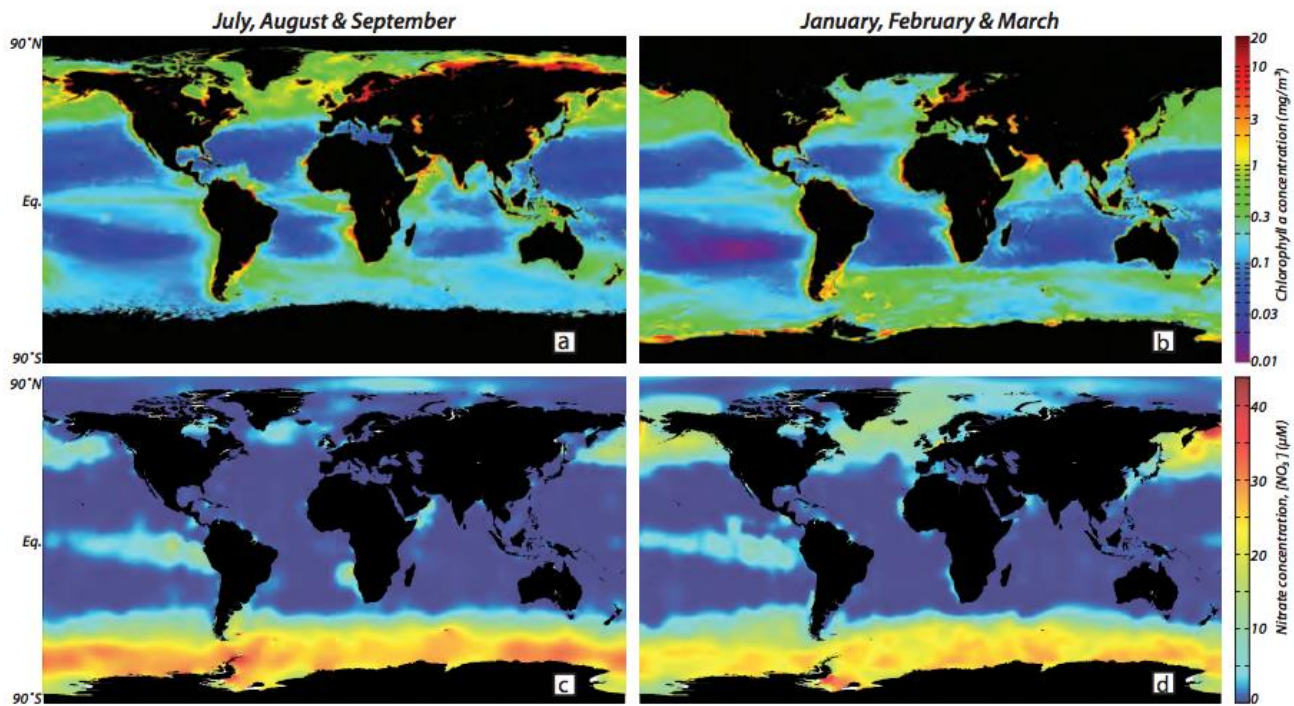 July, August & September
January, February & March
90˚N
Eq.
90˚S
a
b
20
10
3
1
0.3
0.1
0.03
0.01
Chlorophyll a concentration (mg/m³)
90˚N
Eq.
90˚S
c
d
40
30
20
10
0
Nitrate concentration, [NO₃⁻] (µM)